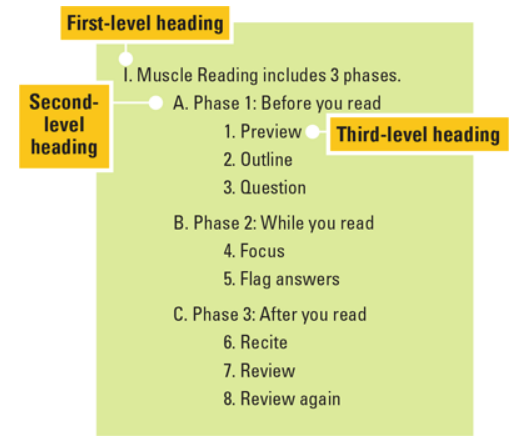 First-level heading
I. Muscle Reading includes 3 phases.
Second-
level
heading
A. Phase 1: Before you read
1. Preview
Third-level heading
2. Outline
3. Question
B. Phase 2: While you read
4. Focus
5. Flag answers
C. Phase 3: After you read
6. Recite
7. Review
8. Review again